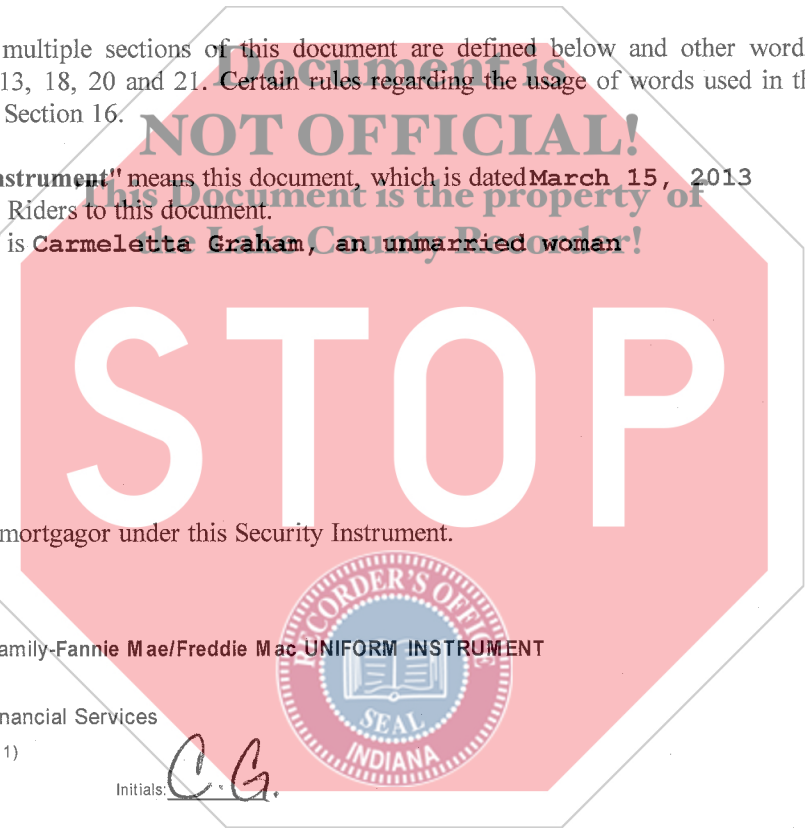 multiple sections of this document are defined below and other word
Document is
13, 18, 20 and 21. Certain rules regarding the usage of words used in th
Section 16.
NOT OFFICIAL!
nstrument" means this document, which is dated March 15, 2013
This Document is the property of
Riders to this document.
is Carmeletta Graham, an unmarried woman
the Lake County Recorder!
STOP
mortgagor under this Security Instrument.
RECORDER'S OFFICE
amily-Fannie Mae/Freddie Mac UNIFORM INSTRUMENT
nancial Services
SEAL
1)
INDIANA
Initials: C.G.